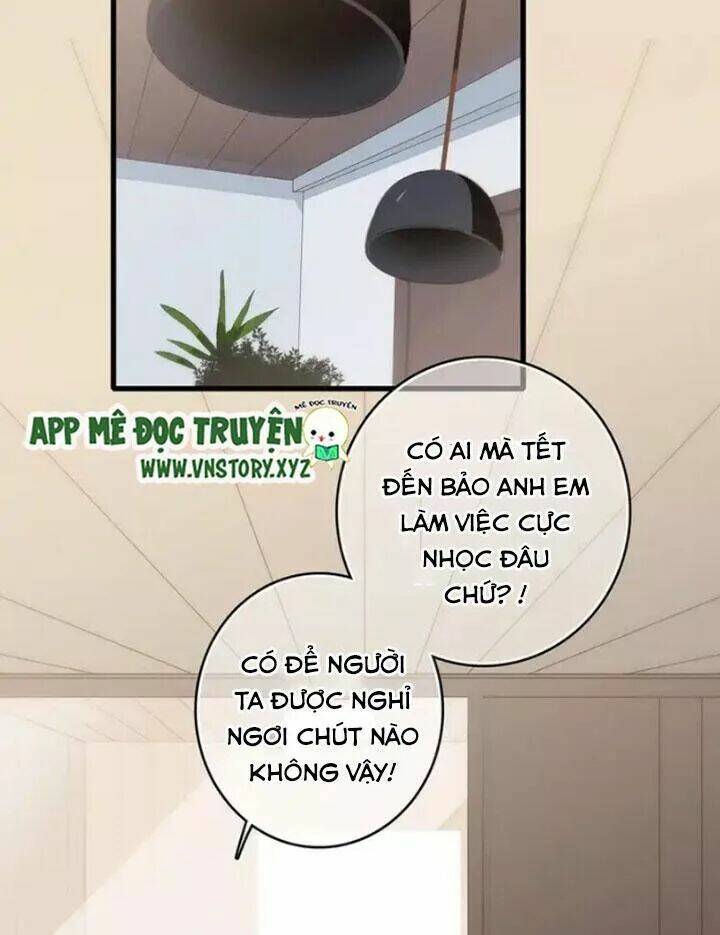 MÊ ĐỌC TRUYỆN
APP MÊ ĐỌC TRUYỆN
WWW.VNSTORY.XYZ
CÓ AI MÀ TẾT
ĐẾN BẢO ANH EM
LÀM VIỆC CỰC
NHỌC ĐÂU
CHỨ?!
CÓ ĐỂ NGƯỜI
TA ĐƯỢC NGHỈ
NGƠI CHÚT NÀO
KHÔNG VẬY!